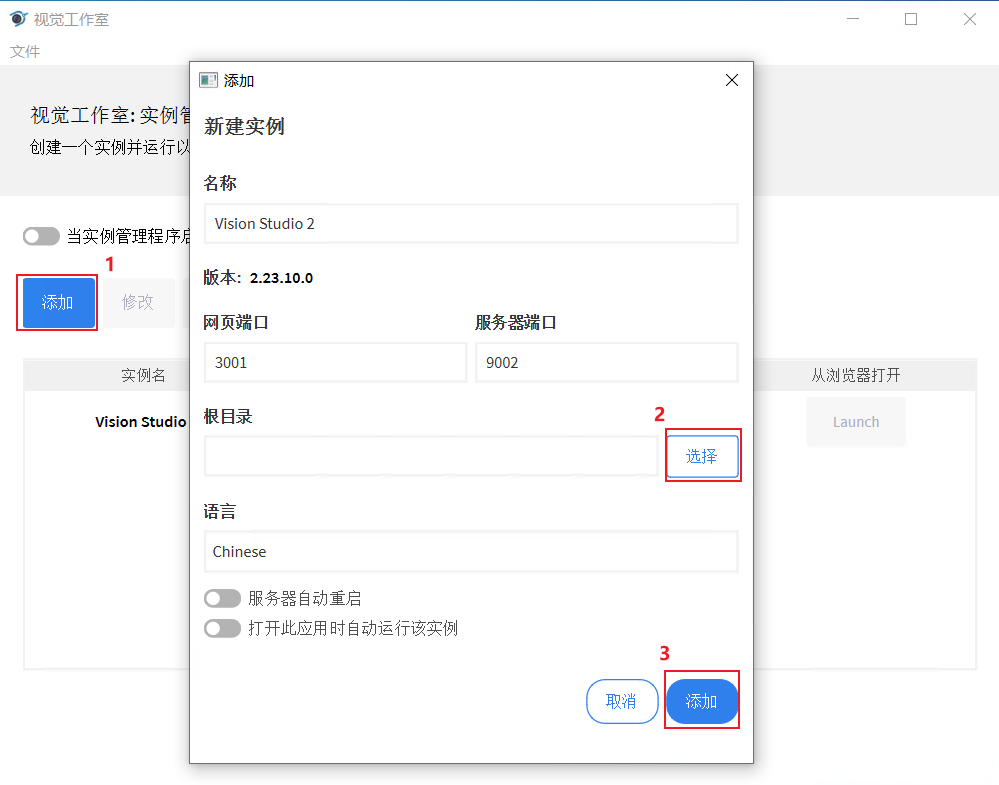 视觉工作室
文件
添加
视觉工作室: 实例
新建实例
创建一个实例并运行以
名称
Vision Studio 2
当实例管理程序
1
版本: 2.23.10.0
添加
修改
网页端口
服务器端口
3001
9002
实例名
从浏览器打开
根目录
2
Vision Studio
Launch
选择
语言
Chinese
服务器自动重启
打开此应用时自动运行该实例
3
取消
添加